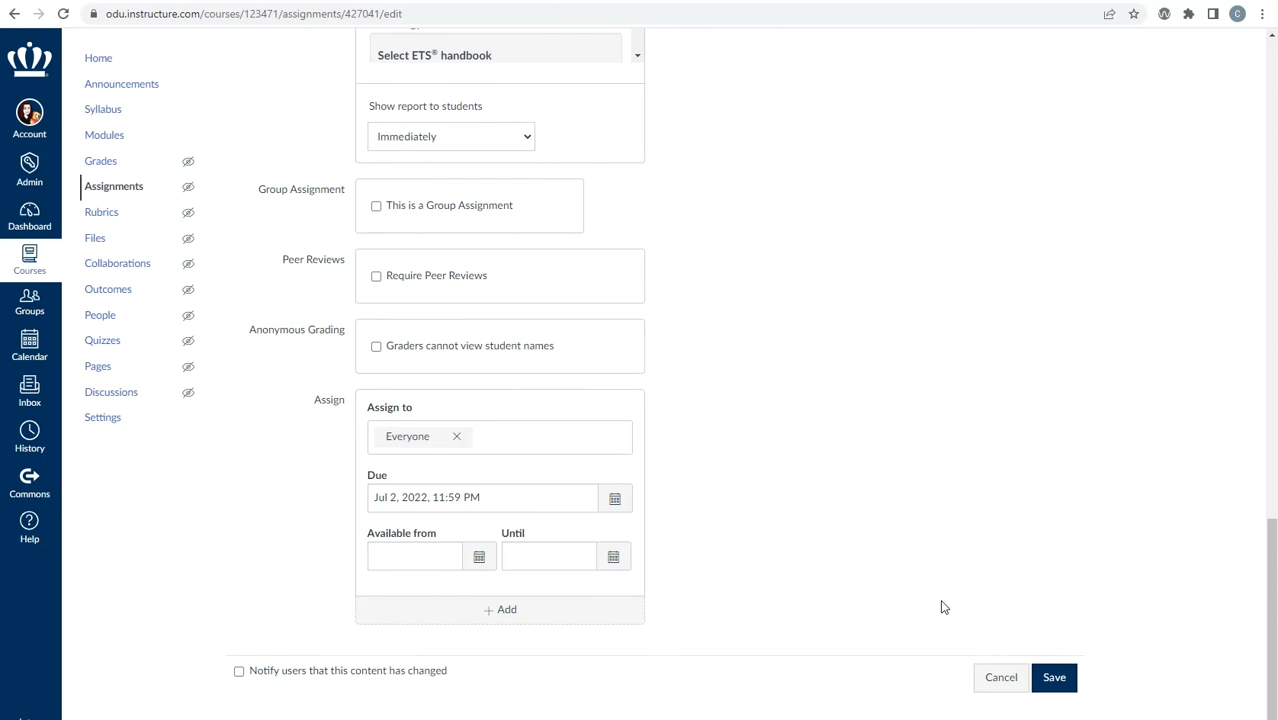 odu.instructure.com/courses/123471/assignments/427041/edit
C
Account
Admin
Dashboard
Courses
Groups
Calendar
Inbox
History
Commons
Help
Home
Announcements
Syllabus
Modules
Grades
Assignments
Rubrics
Files
Collaborations
Outcomes
People
Quizzes
Pages
Discussions
Settings
Select ETS® handbook
Show report to students
Immediately
Group Assignment
This is a Group Assignment
Peer Reviews
Require Peer Reviews
Anonymous Grading
Graders cannot view student names
Assign
Assign to
Everyone
Due
Jul 2, 2022, 11:59 PM
Available from
Until
Add
Notify users that this content has changed
Cancel
Save